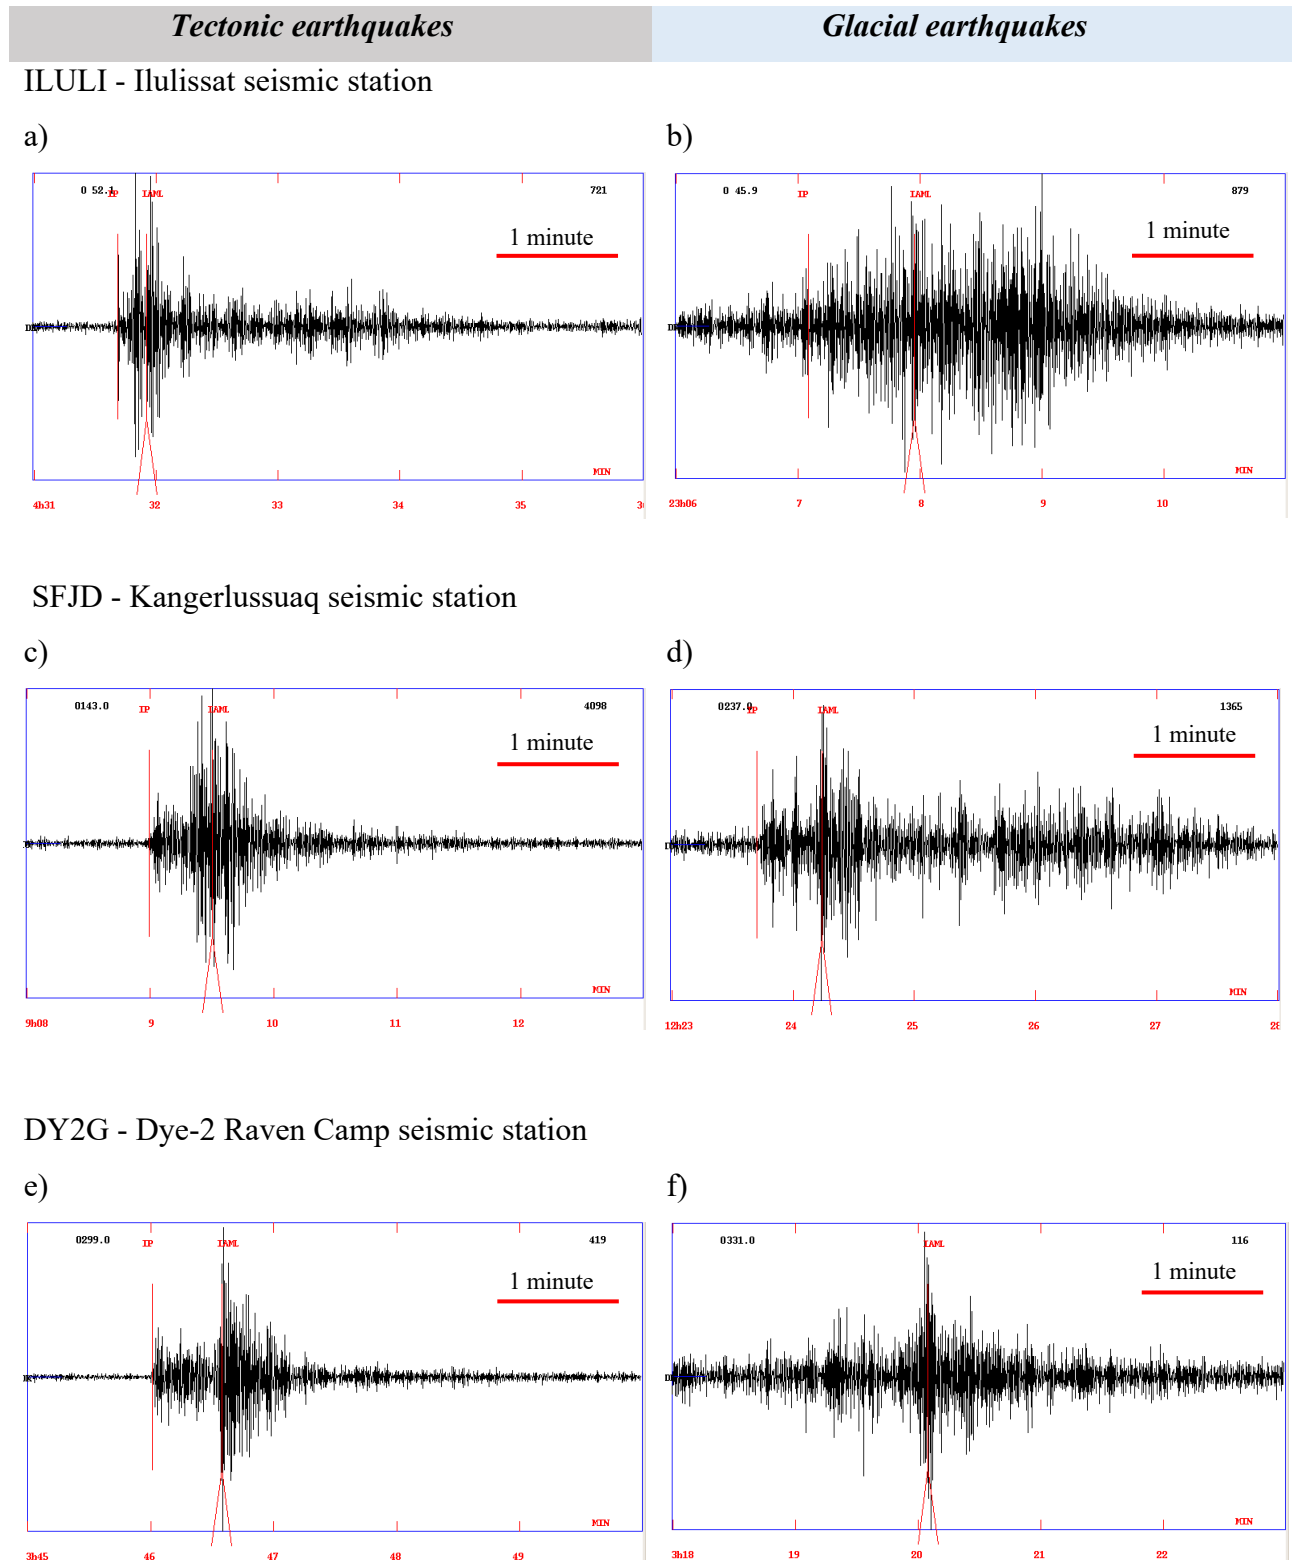 Tectonic earthquakes
Glacial earthquakes
ILULI - Ilulissat seismic station
a)
b)
0 52.1 IP IAML 721
1 minute
MIN
4h31 32 33 34 35
0 45.9 IP IAML 879
1 minute
MIN
23h06 7 8 9 10
SFJD - Kangerlussuaq seismic station
c)
d)
0143.0 IP IAML 4098
1 minute
MIN
9h08 9 10 11 12
0237.0 IP IAML 1365
1 minute
MIN
12h23 24 25 26 27 28
DY2G - Dye-2 Raven Camp seismic station
e)
f)
0299.0 IP IAML 419
1 minute
MIN
3h45 46 47 48 49
0331.0 IAML 116
1 minute
MIN
3h18 19 20 21 22